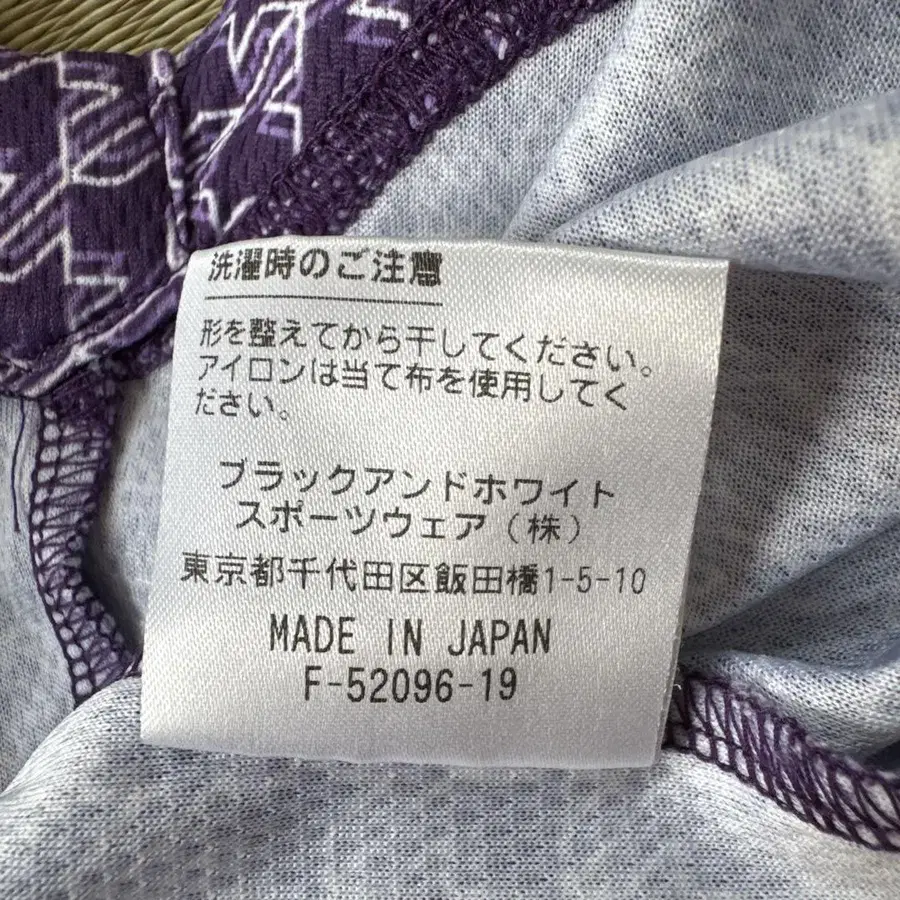 洗濯時のご注意
形を整えてから干してください。
アイロンは当て布を使用してく
ださい。
ブラックアンドホワイト
スポーツウェア(株)
東京都千代田区飯田橋1-5-10
MADE IN JAPAN
F-52096-19